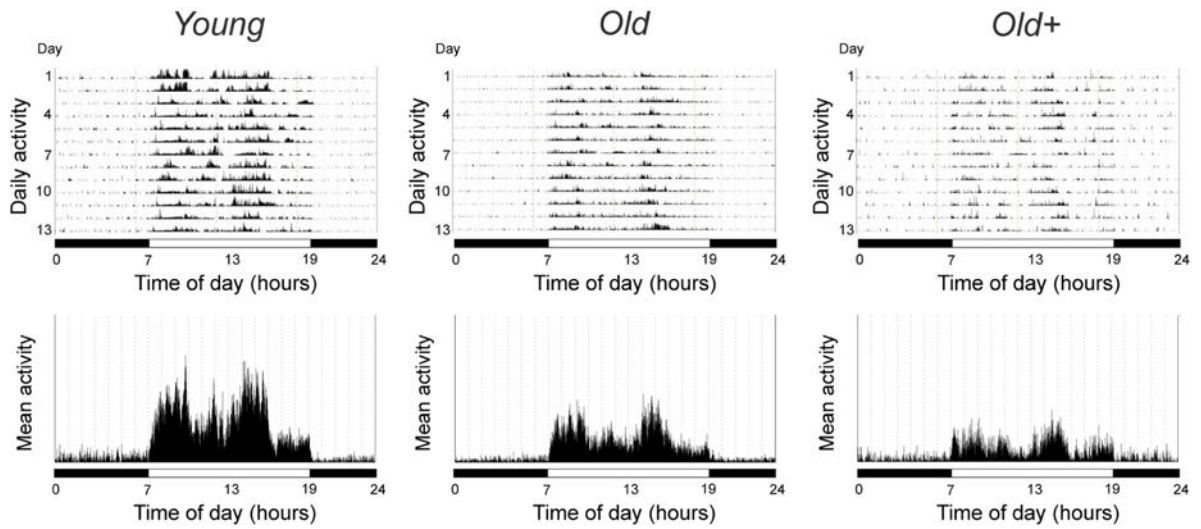 Young
Day
1
4
7
10
13
Daily activity
0 7 13 19 24
Time of day (hours)
Mean activity
0 7 13 19 24
Time of day (hours)
Old
Day
1
4
7
10
13
Daily activity
0 7 13 19 24
Time of day (hours)
Mean activity
0 7 13 19 24
Time of day (hours)
Old+
Day
1
4
7
10
13
Daily activity
0 7 13 19 24
Time of day (hours)
Mean activity
0 7 13 19 24
Time of day (hours)